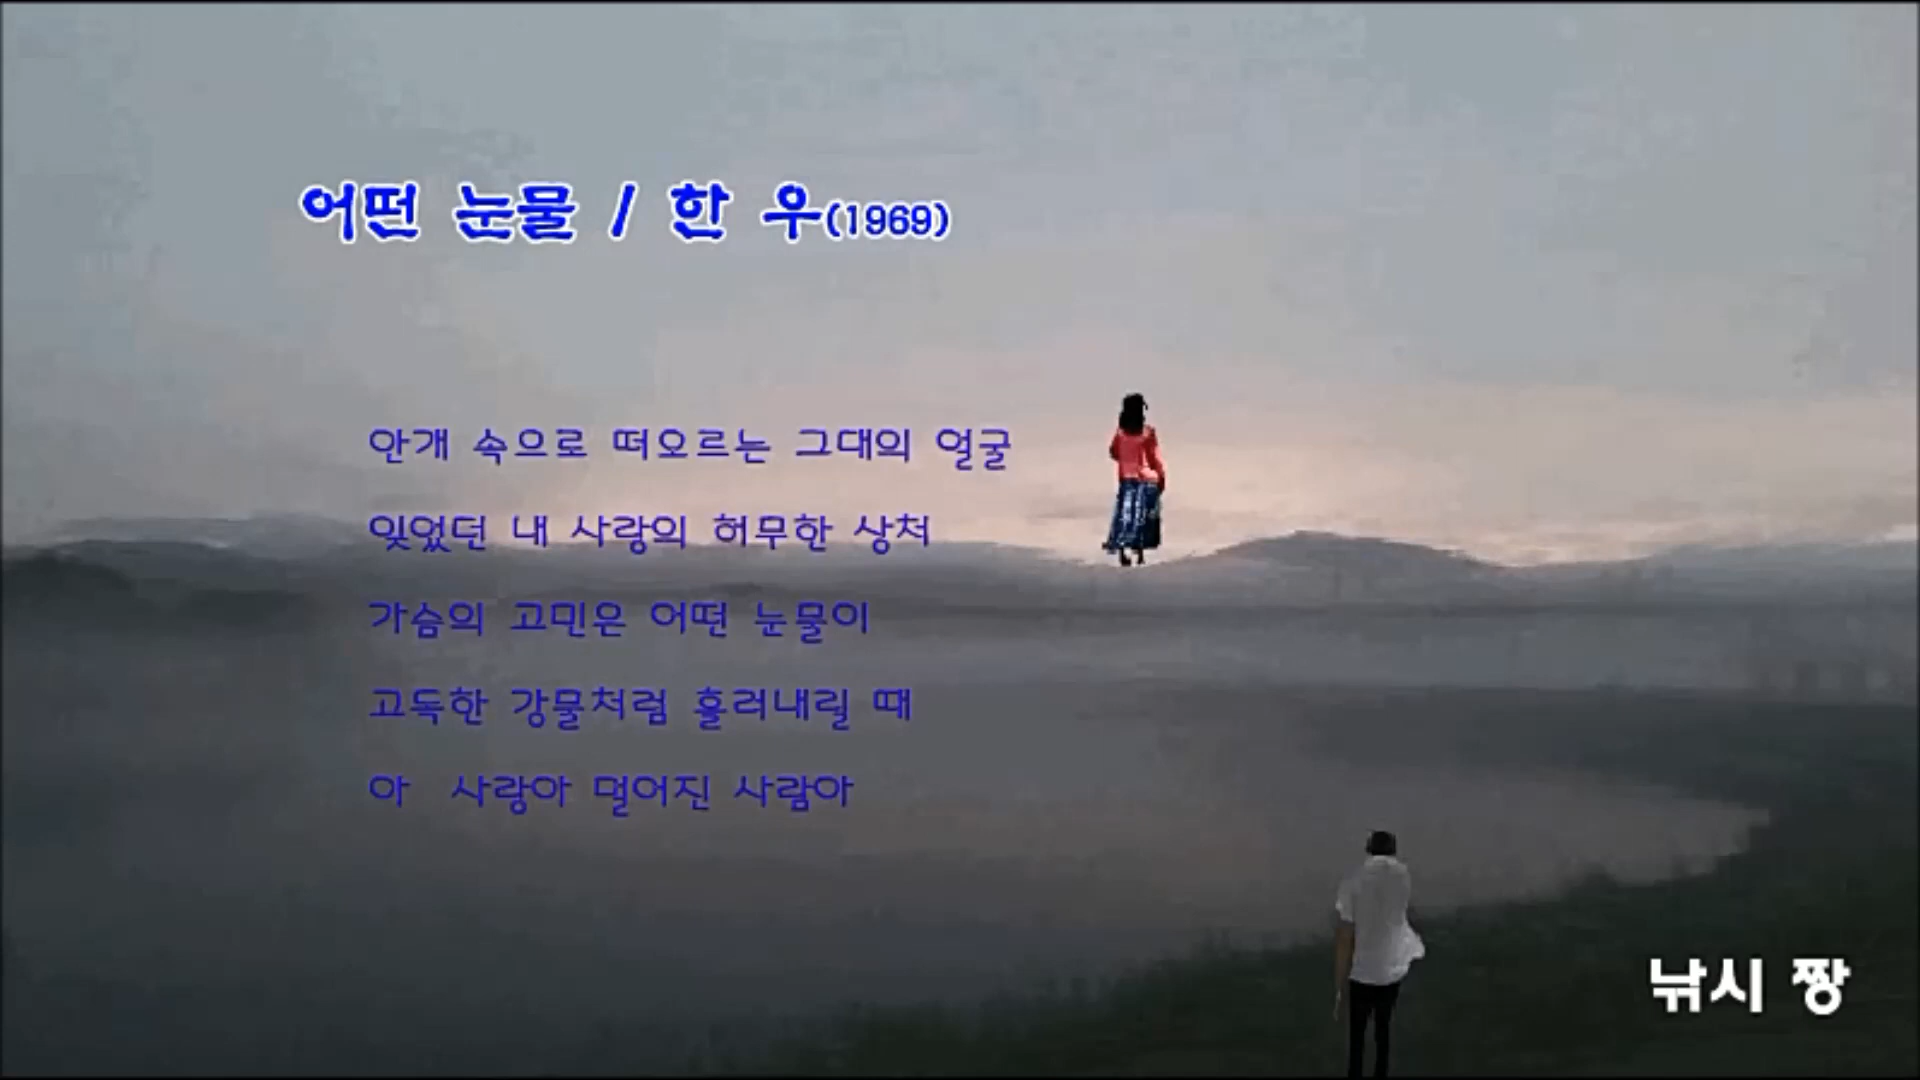 어떤 눈물 / 한 우(1969)
안개 속으로 떠오르는 그대의 얼굴
잊었던 내 사랑의 허무한 상처
가슴의 고민은 어떤 눈물이
고독한 강물처럼 흘러내릴 때
아 사랑아 멀어진 사람아
낚시 짱